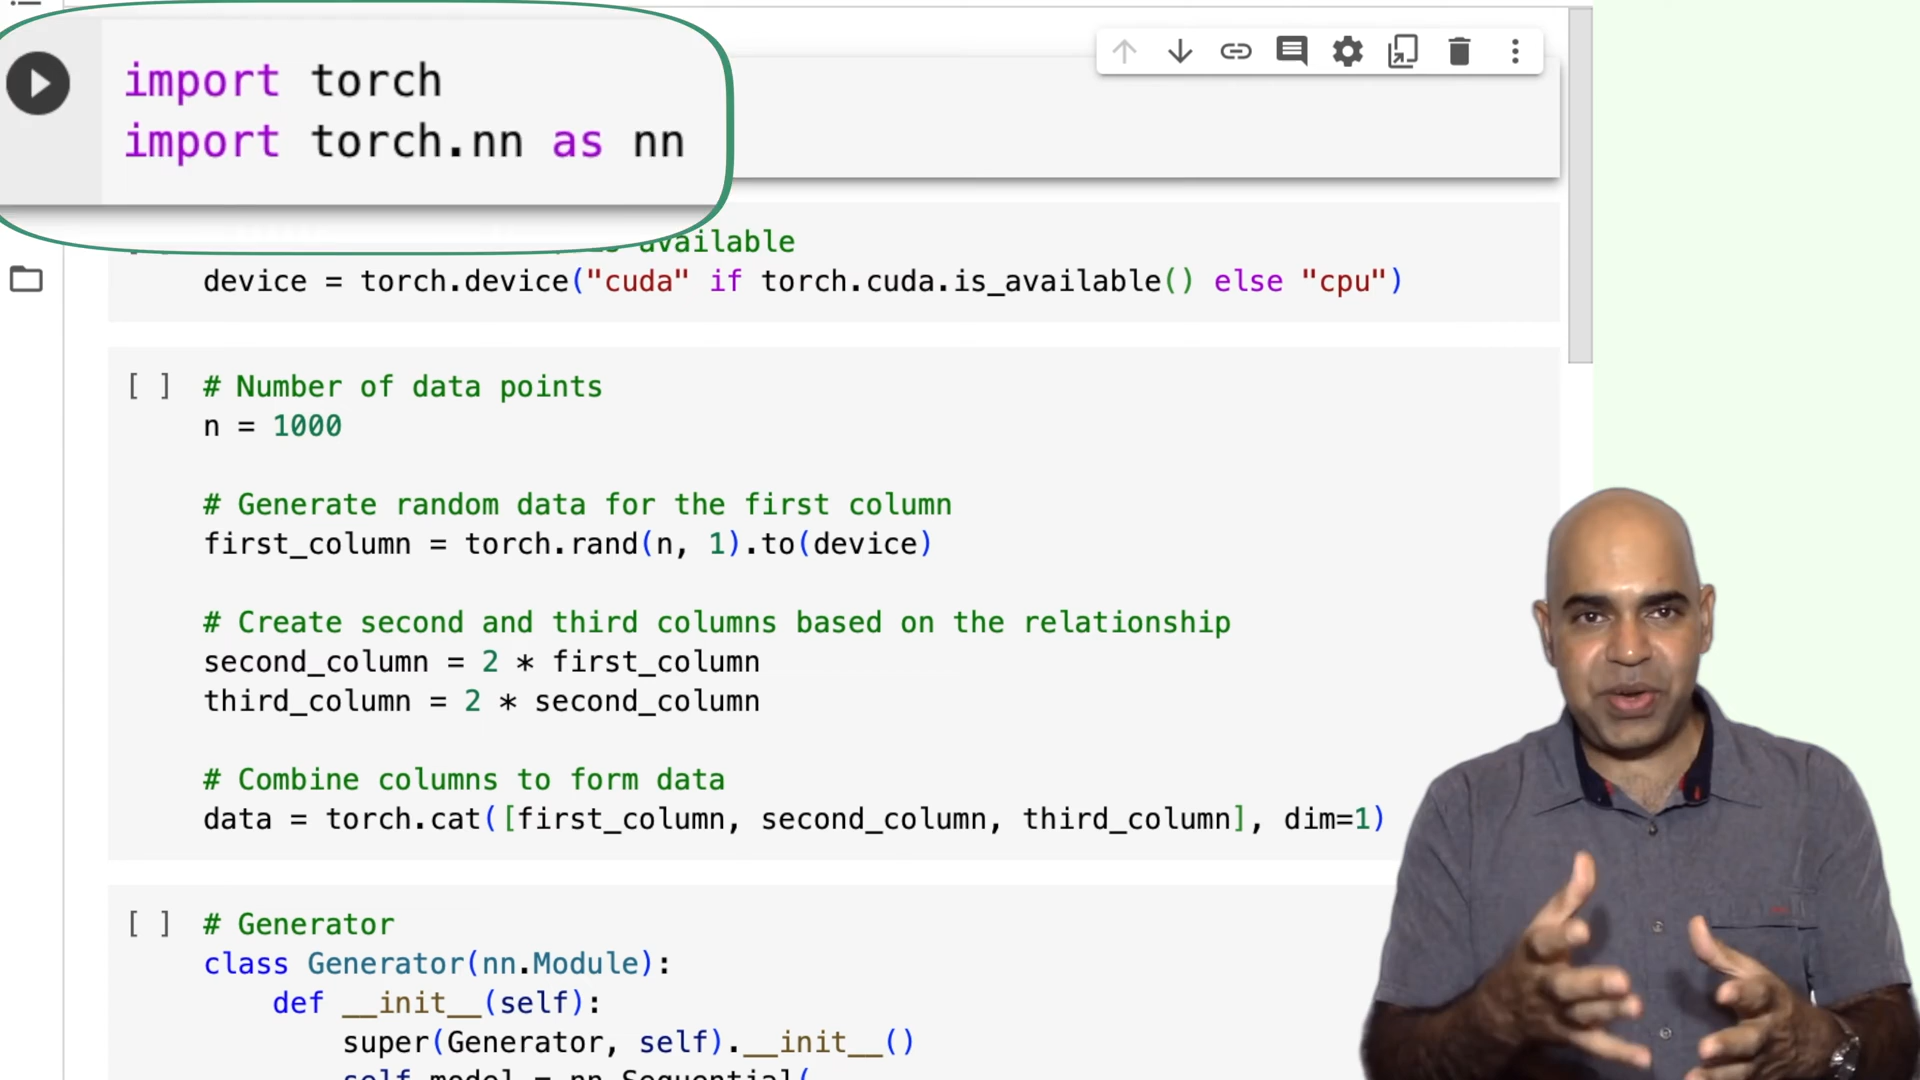 import torch
import torch.nn as nn
available
device = torch.device("cuda" if torch.cuda.is_available() else "cpu")
[ ] # Number of data points
n = 1000
# Generate random data for the first column
first_column = torch.rand(n, 1).to(device)
# Create second and third columns based on the relationship
second_column = 2 * first_column
third_column = 2 * second_column
# Combine columns to form data
data = torch.cat([first_column, second_column, third_column], dim=1)
[ ] # Generator
class Generator(nn.Module):
def __init__(self):
super(Generator, self).__init__()
self.model = nn.Sequential(